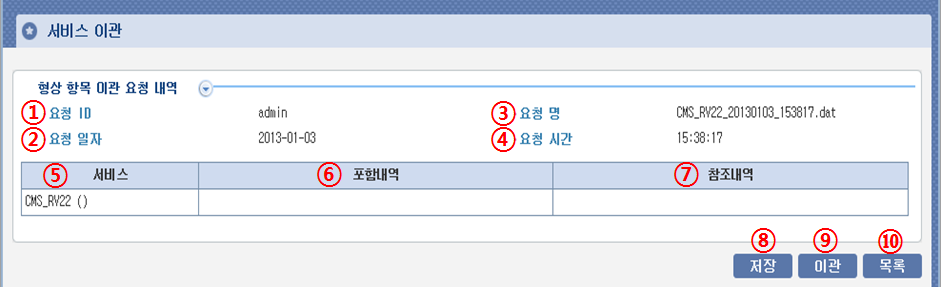 서비스 이관
형상 항목 이관 요청 내역
① 요청 ID admin ③ 요청 명 CMS_RV22_20130103_153817.dat
② 요청 일자 2013-01-03 ④ 요청 시간 15:38:17
⑤ 서비스 ⑥ 포함내역 ⑦ 참조내역
CMS_RV22 ()
⑧ ⑨ ⑩
저장 이관 목록